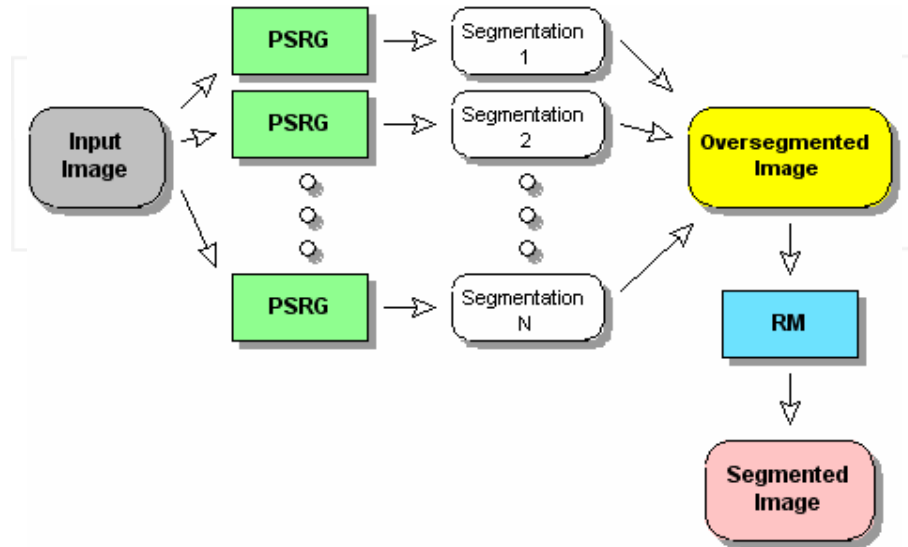 PSRG
Segmentation
1
Input
Image
PSRG
Segmentation
2
Oversegmented
Image
PSRG
Segmentation
N
RM
Segmented
Image